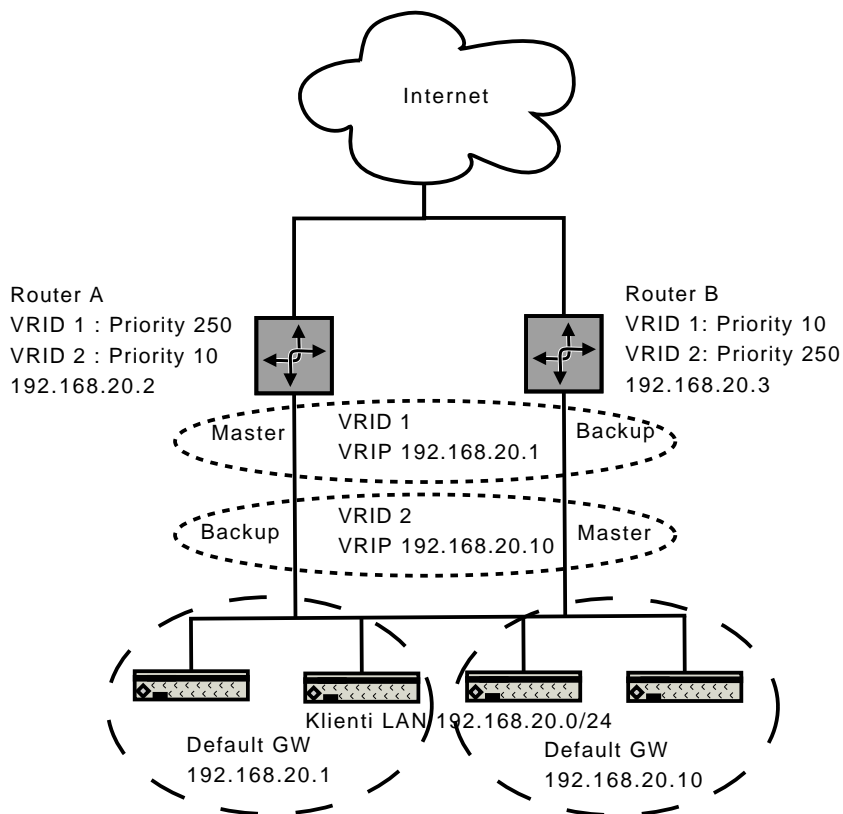 Internet
Router A
VRID 1 : Priority 250
VRID 2 : Priority 10
192.168.20.2
Router B
VRID 1: Priority 10
VRID 2: Priority 250
192.168.20.3
Master
VRID 1
VRIP 192.168.20.1
Backup
Backup
VRID 2
VRIP 192.168.20.10
Master
Klienti LAN 192.168.20.0/24
Default GW
192.168.20.1
Default GW
192.168.20.10